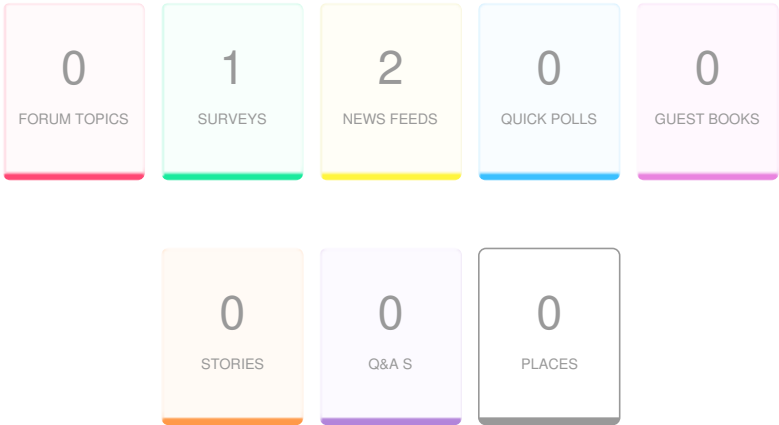 0 1 2 0 0
FORUM TOPICS SURVEYS NEWS FEEDS QUICK POLLS GUEST BOOKS
0 0 0
STORIES Q&A S PLACES